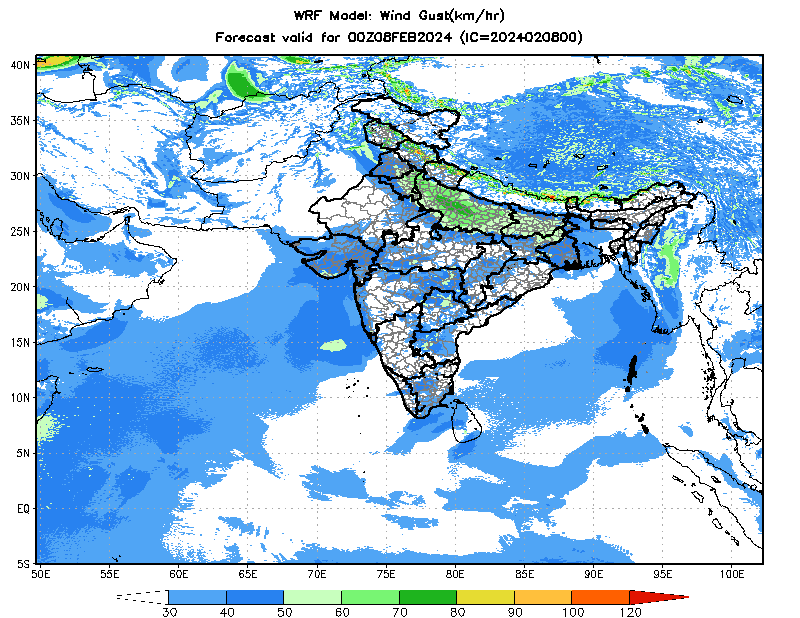 WRF Model: Wind Gust(km/hr)
Forecast valid for 00Z08FEB2024 (IC=2024020800)
40N
35N
30N
25N
20N
15N
10N
5N
EQ
5S
50E 55E 60E 65E 70E 75E 80E 85E 90E 95E 100E
30 40 50 60 70 80 90 100 120